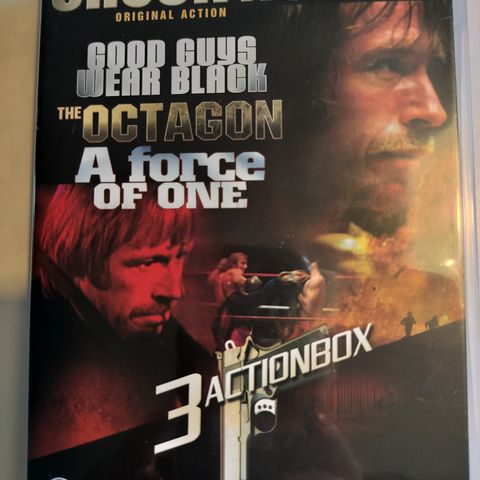 ORIGINAL ACTION
GOOD GUYS
WEAR BLACK
THE OCTAGON
A force
OF ONE
3 ACTIONBOX